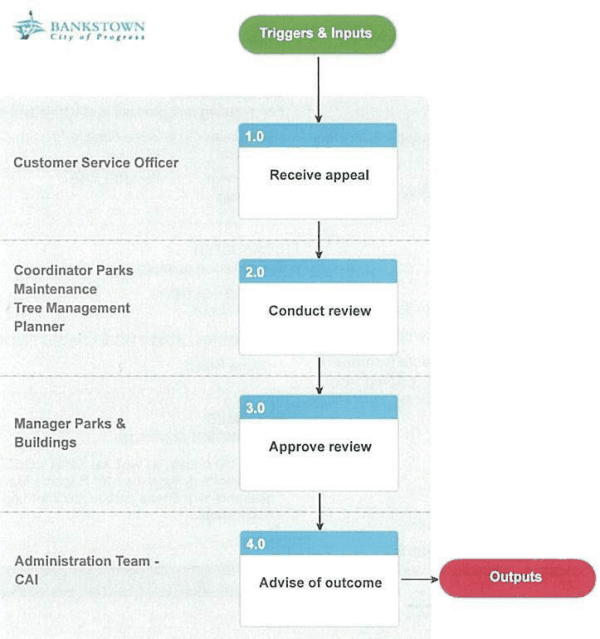 BANKSTOWN
City of Progress
Triggers & Inputs
1.0
Customer Service Officer
Receive appeal
Coordinator Parks
Maintenance
Tree Management
Planner
2.0
Conduct review
Manager Parks &
Buildings
3.0
Approve review
Administration Team -
CAI
4.0
Advise of outcome
Outputs